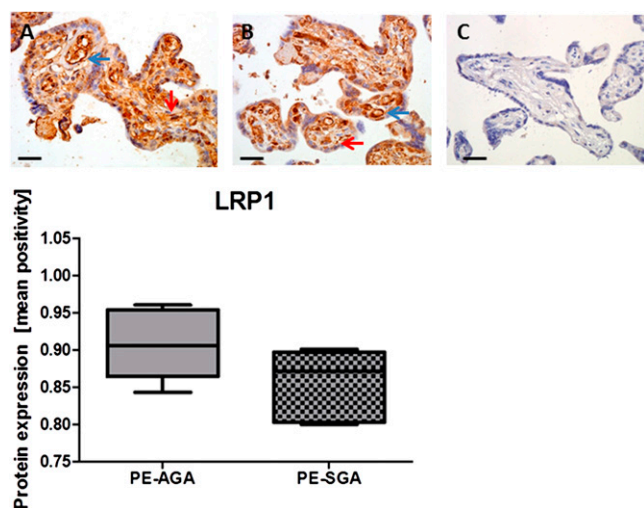 A
B
C
LRP1
Protein expression [mean positivity]
1.05
1.00
0.95
0.90
0.85
0.80
0.75
PE-AGA
PE-SGA